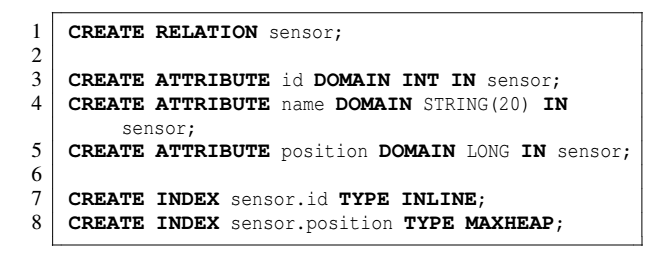 1 CREATE RELATION sensor;
2
3 CREATE ATTRIBUTE id DOMAIN INT IN sensor;
4 CREATE ATTRIBUTE name DOMAIN STRING(20) IN
sensor;
5 CREATE ATTRIBUTE position DOMAIN LONG IN sensor;
6
7 CREATE INDEX sensor.id TYPE INLINE;
8 CREATE INDEX sensor.position TYPE MAXHEAP;